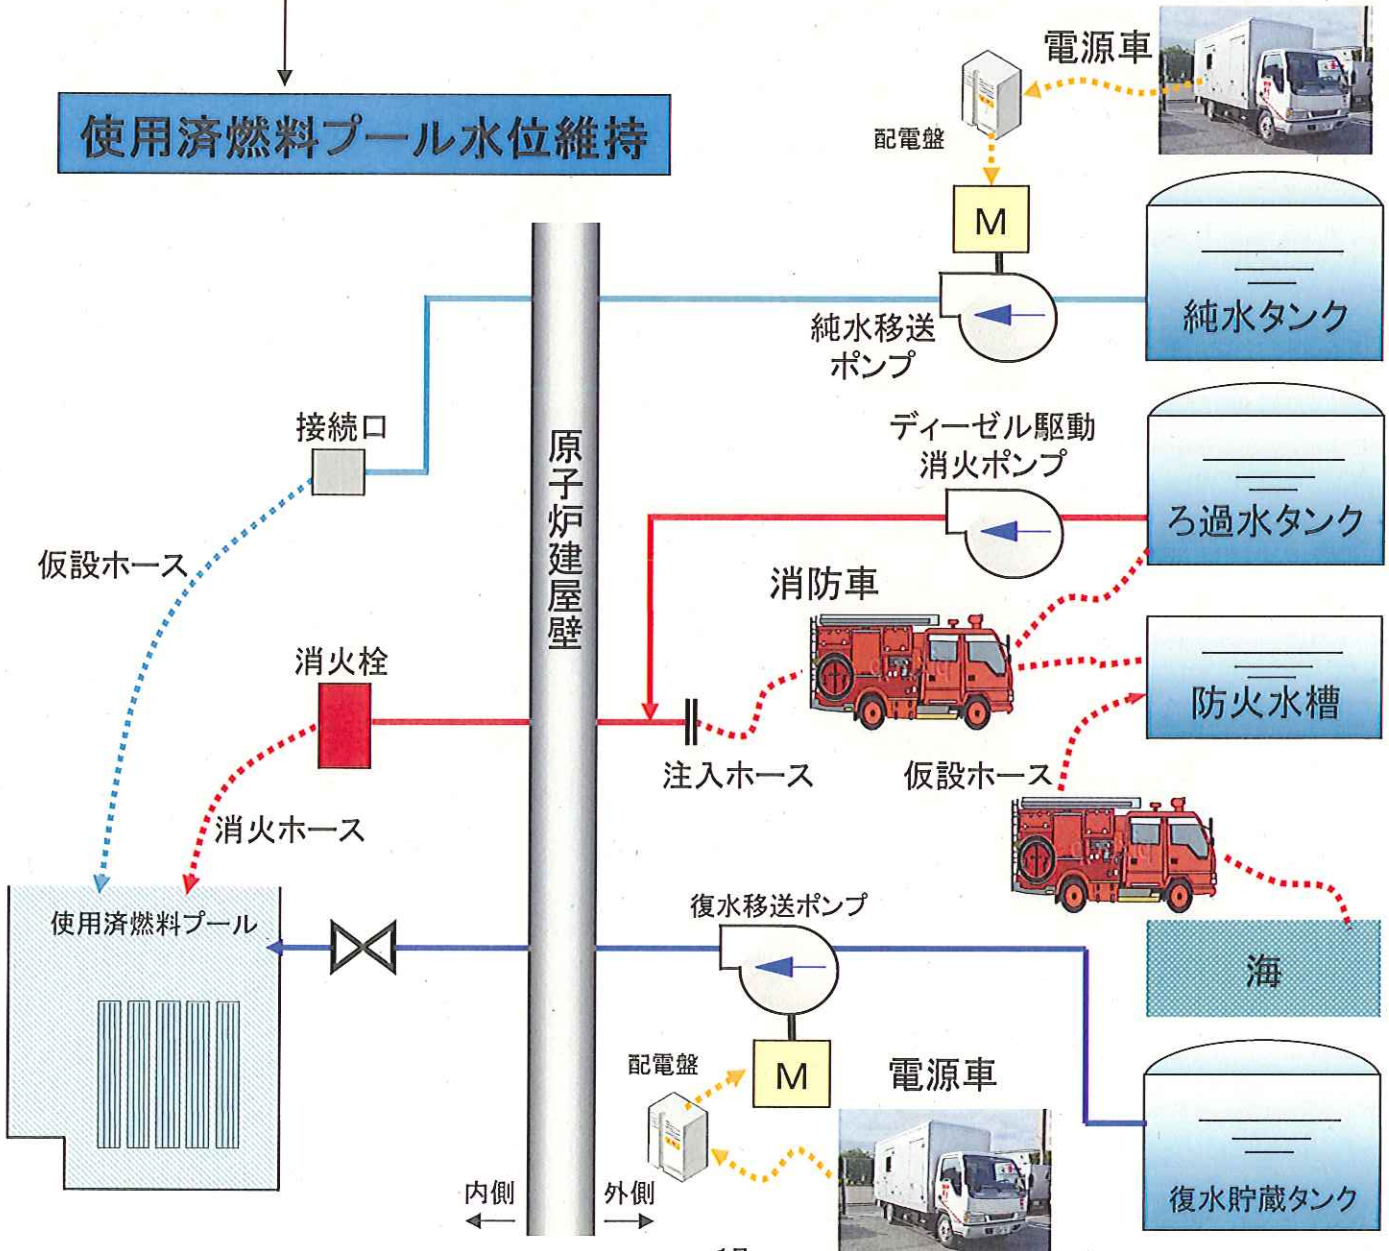 使用済燃料プール水位維持
電源車
配電盤
M
純水タンク
純水移送
ポンプ
接続口
原子炉建屋壁
ディーゼル駆動
消火ポンプ
ろ過水タンク
仮設ホース
消防車
消火栓
防火水槽
注入ホース
仮設ホース
消火ホース
使用済燃料プール
復水移送ポンプ
海
配電盤
M
電源車
内側
外側
復水貯蔵タンク